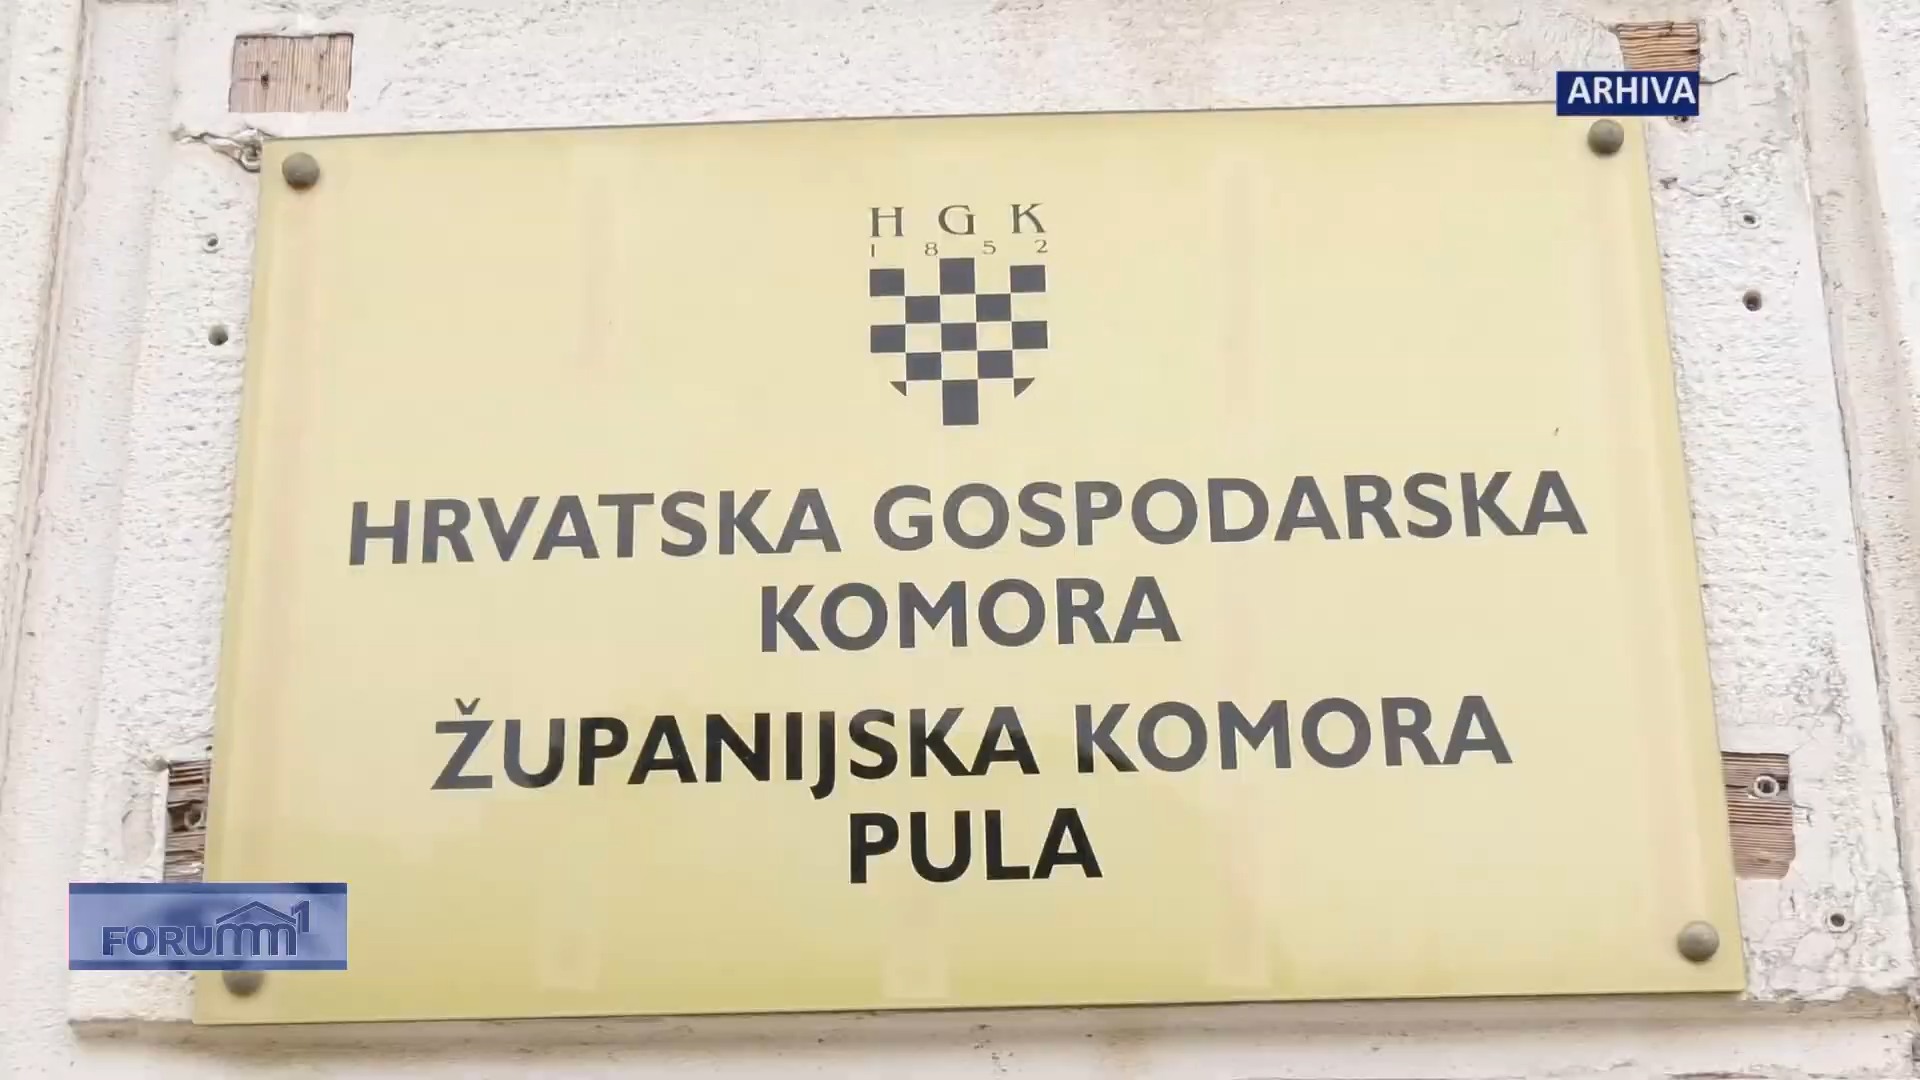 ARHIVA
H G K
1 8 5 2
HRVATSKA GOSPODARSKA
KOMORA
ŽUPANIJSKA KOMORA
PULA
FORUMM1